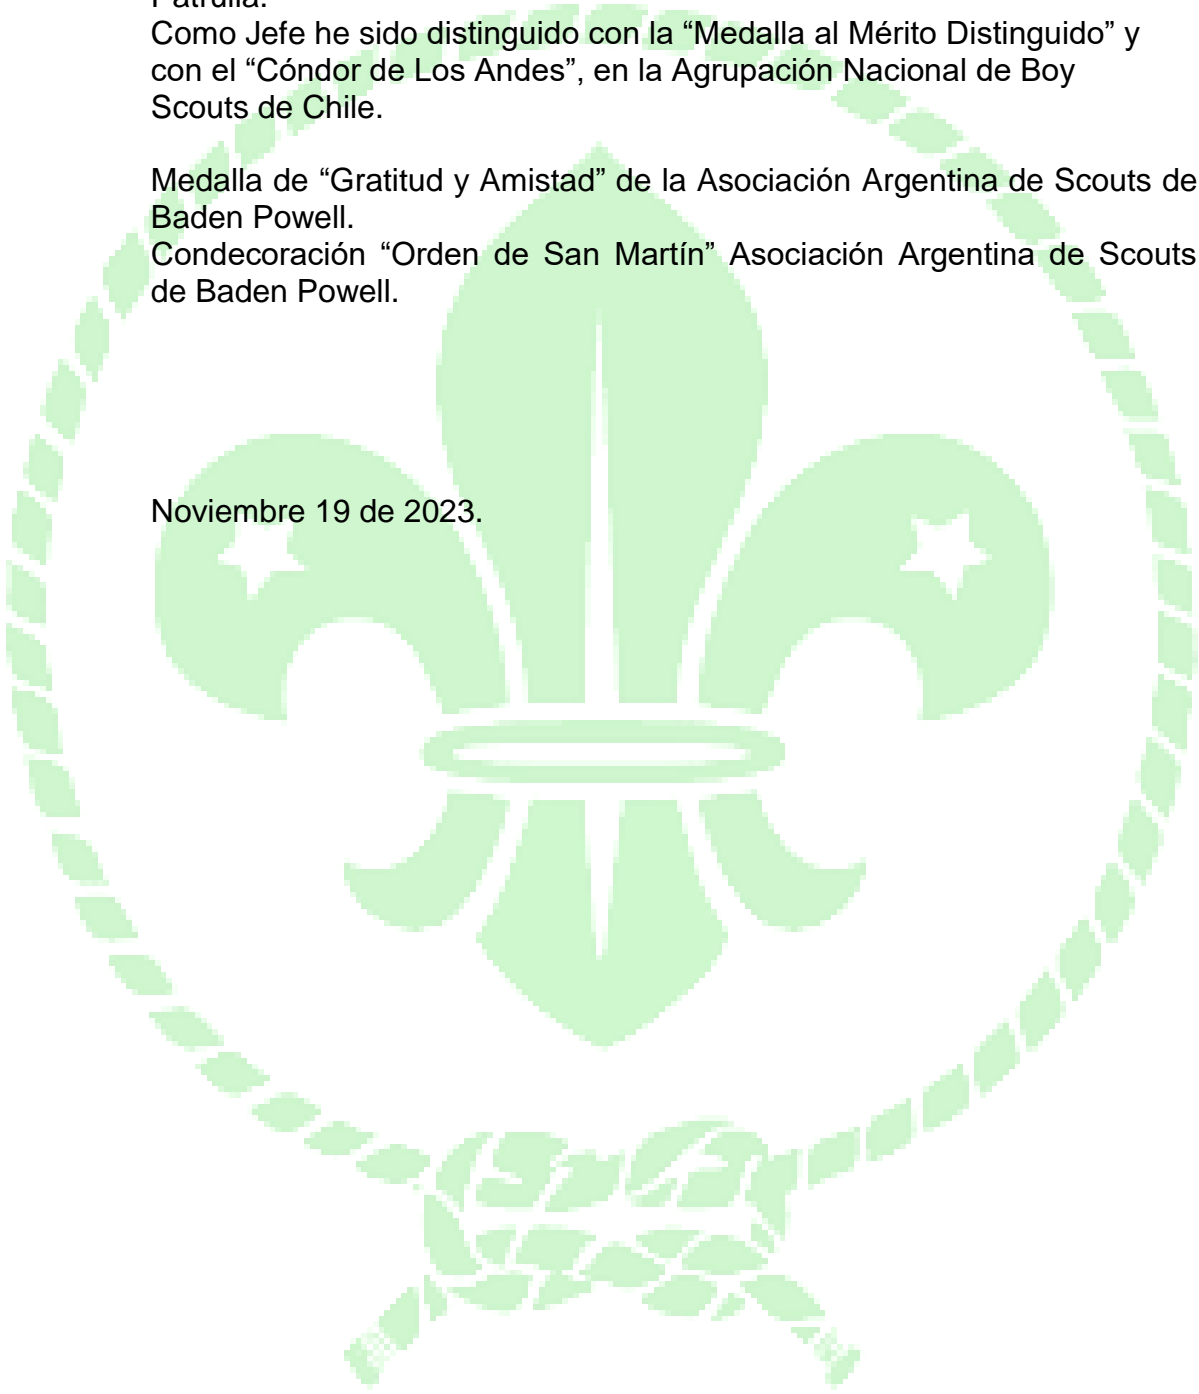 Patrulla.
Como Jefe he sido distinguido con la “Medalla al Mérito Distinguido” y
con el “Cóndor de Los Andes”, en la Agrupación Nacional de Boy
Scouts de Chile.
Medalla de “Gratitud y Amistad” de la Asociación Argentina de Scouts de
Baden Powell.
Condecoración “Orden de San Martín” Asociación Argentina de Scouts
de Baden Powell.
Noviembre 19 de 2023.